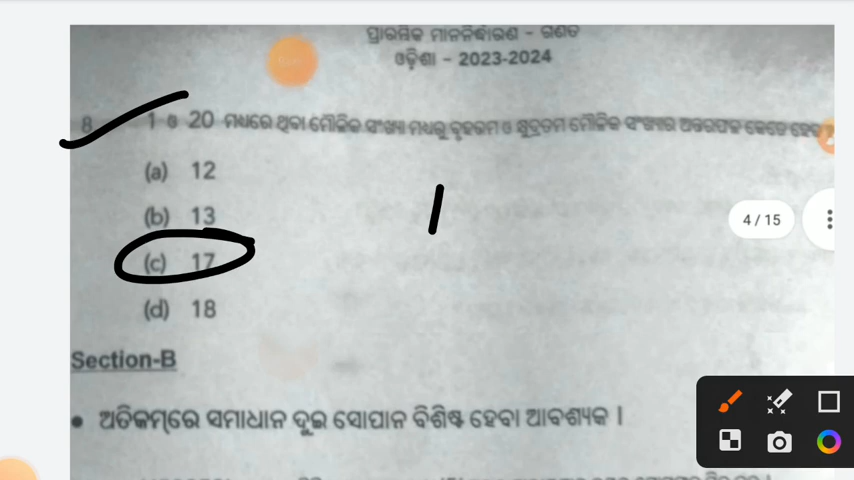 ପ୍ରାରମ୍ଭିକ ମାନନିର୍ଦ୍ଧାରଣ - ଗଣିତ
ଓଡ଼ିଶା - 2023-2024
8 1 ଓ 20 ମଧ୍ୟରେ ଥିବା ମୌଳିକ ସଂଖ୍ୟା ମଧ୍ୟରୁ ବୃହତ୍ତମ ଓ କ୍ଷୁଦ୍ରତମ ମୌଳିକ ସଂଖ୍ୟାର ଅନ୍ତରଫଳ କେତେ ହେବ
(a) 12
(b) 13
4 / 15
(c) 17
(d) 18
Section-B
• ଅତିକମ୍‌ରେ ସମାଧାନ ଦୁଇ ସୋପାନ ବିଶିଷ୍ଟ ହେବା ଆବଶ୍ୟକ ।